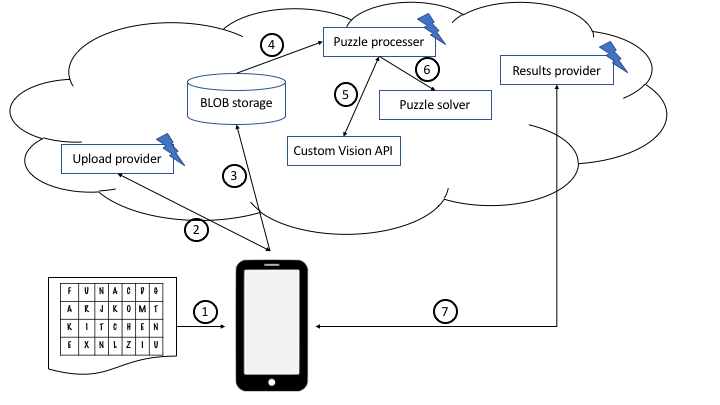 4
Puzzle processer
6
Results provider
BLOB storage
5
Puzzle solver
Custom Vision API
Upload provider
3
2
F U N A C D G
A R J K O M T
K I T C H E N
E X N L Z I U
1
7